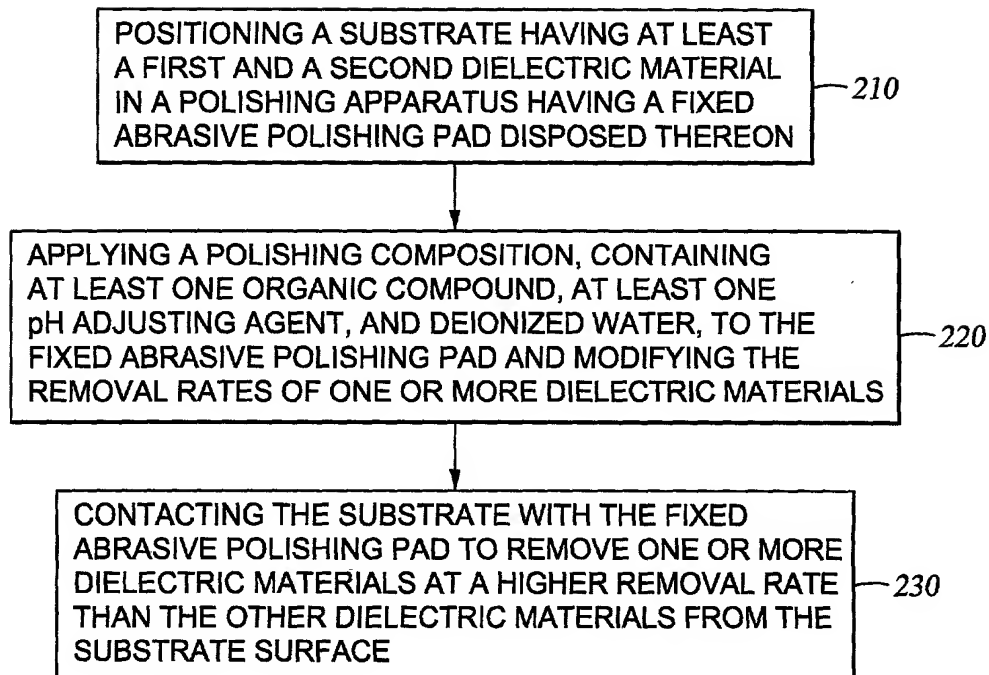 POSITIONING A SUBSTRATE HAVING AT LEAST
A FIRST AND A SECOND DIELECTRIC MATERIAL
IN A POLISHING APPARATUS HAVING A FIXED
ABRASIVE POLISHING PAD DISPOSED THEREON
210
APPLYING A POLISHING COMPOSITION, CONTAINING
AT LEAST ONE ORGANIC COMPOUND, AT LEAST ONE
pH ADJUSTING AGENT, AND DEIONIZED WATER, TO THE
FIXED ABRASIVE POLISHING PAD AND MODIFYING THE
REMOVAL RATES OF ONE OR MORE DIELECTRIC MATERIALS
220
CONTACTING THE SUBSTRATE WITH THE FIXED
ABRASIVE POLISHING PAD TO REMOVE ONE OR MORE
DIELECTRIC MATERIALS AT A HIGHER REMOVAL RATE
THAN THE OTHER DIELECTRIC MATERIALS FROM THE
SUBSTRATE SURFACE
230